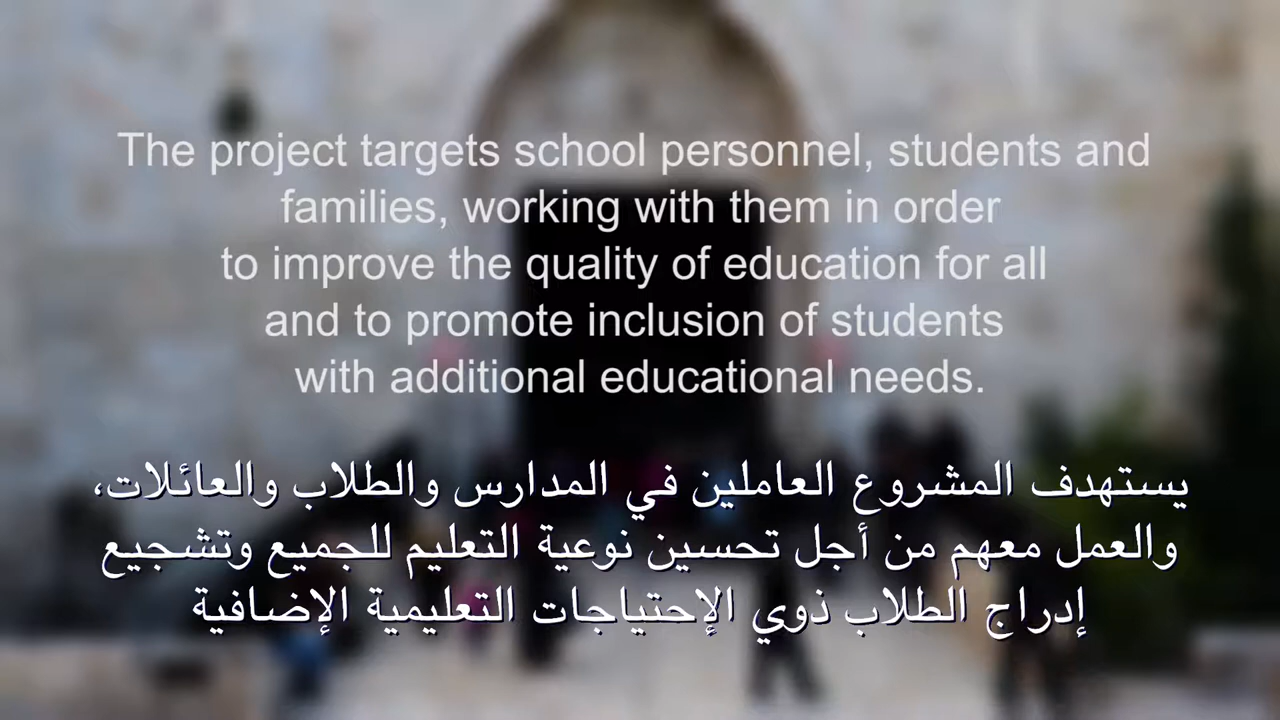 The project targets school personnel, students and
families, working with them in order
to improve the quality of education for all
and to promote inclusion of students
with additional educational needs.
يستهدف المشروع العاملين في المدارس والطلاب والعائلات،
والعمل معهم من أجل تحسين نوعية التعليم للجميع وتشجيع
إدراج الطلاب ذوي الإحتياجات التعليمية الإضافية